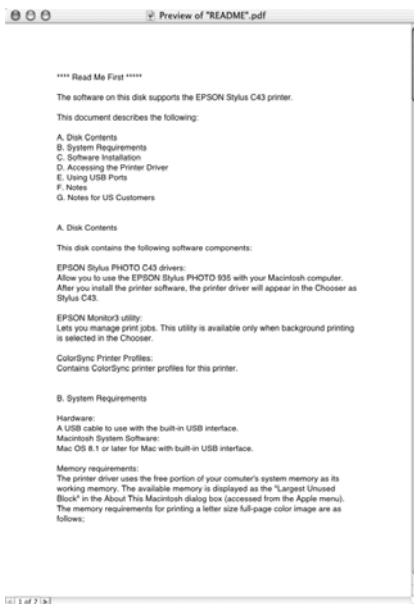 Preview of "README".pdf
**** Read Me First *****
The software on this disk supports the EPSON Stylus C43 printer.
This document describes the following:
A. Disk Contents
B. System Requirements
C. Software Installation
D. Accessing the Printer Driver
E. Using USB Ports
F. Notes
G. Notes for US Customers
A. Disk Contents
This disk contains the following software components:
EPSON Stylus PHOTO C43 drivers:
Allow you to use the EPSON Stylus PHOTO 935 with your Macintosh computer.
After you install the printer software, the printer driver will appear in the Chooser as
Stylus C43.
EPSON Monitor3 utility:
Lets you manage print jobs. This utility is available only when background printing
is selected in the Chooser.
ColorSync Printer Profiles:
Contains ColorSync printer profiles for this printer.
B. System Requirements
Hardware:
A USB cable to use with the built-in USB interface.
Macintosh System Software:
Mac OS 8.1 or later for Mac with built-in USB interface.
Memory requirements:
The printer driver uses the free portion of your comuter's system memory as its
working memory. The available memory is displayed as the "Largest Unused
Block" in the About This Macintosh dialog box (accessed from the Apple menu).
The memory requirements for printing a letter size full-page color image are as
follows;
1 of 7